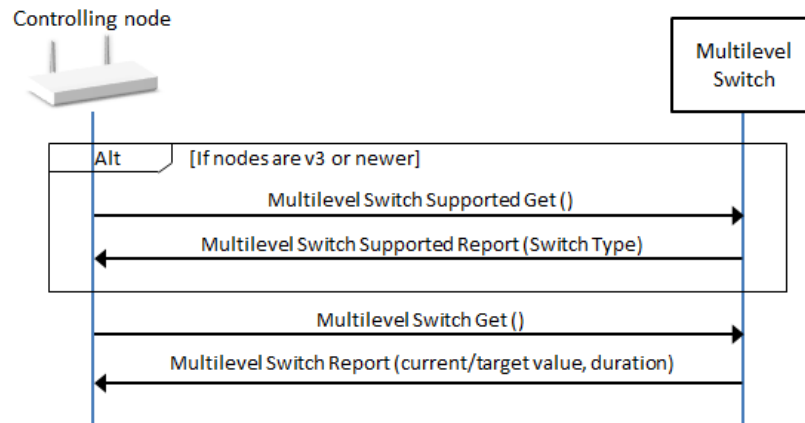 Controlling node
Multilevel
Switch
Alt
[If nodes are v3 or newer]
Multilevel Switch Supported Get ()
Multilevel Switch Supported Report (Switch Type)
Multilevel Switch Get ()
Multilevel Switch Report (current/target value, duration)